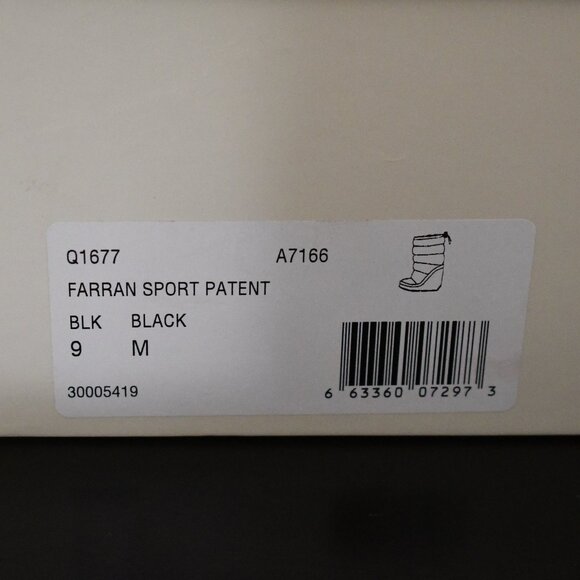 Q1677 A7166
FARRAN SPORT PATENT
BLK BLACK
9 M
30005419
6 63360 07297 3